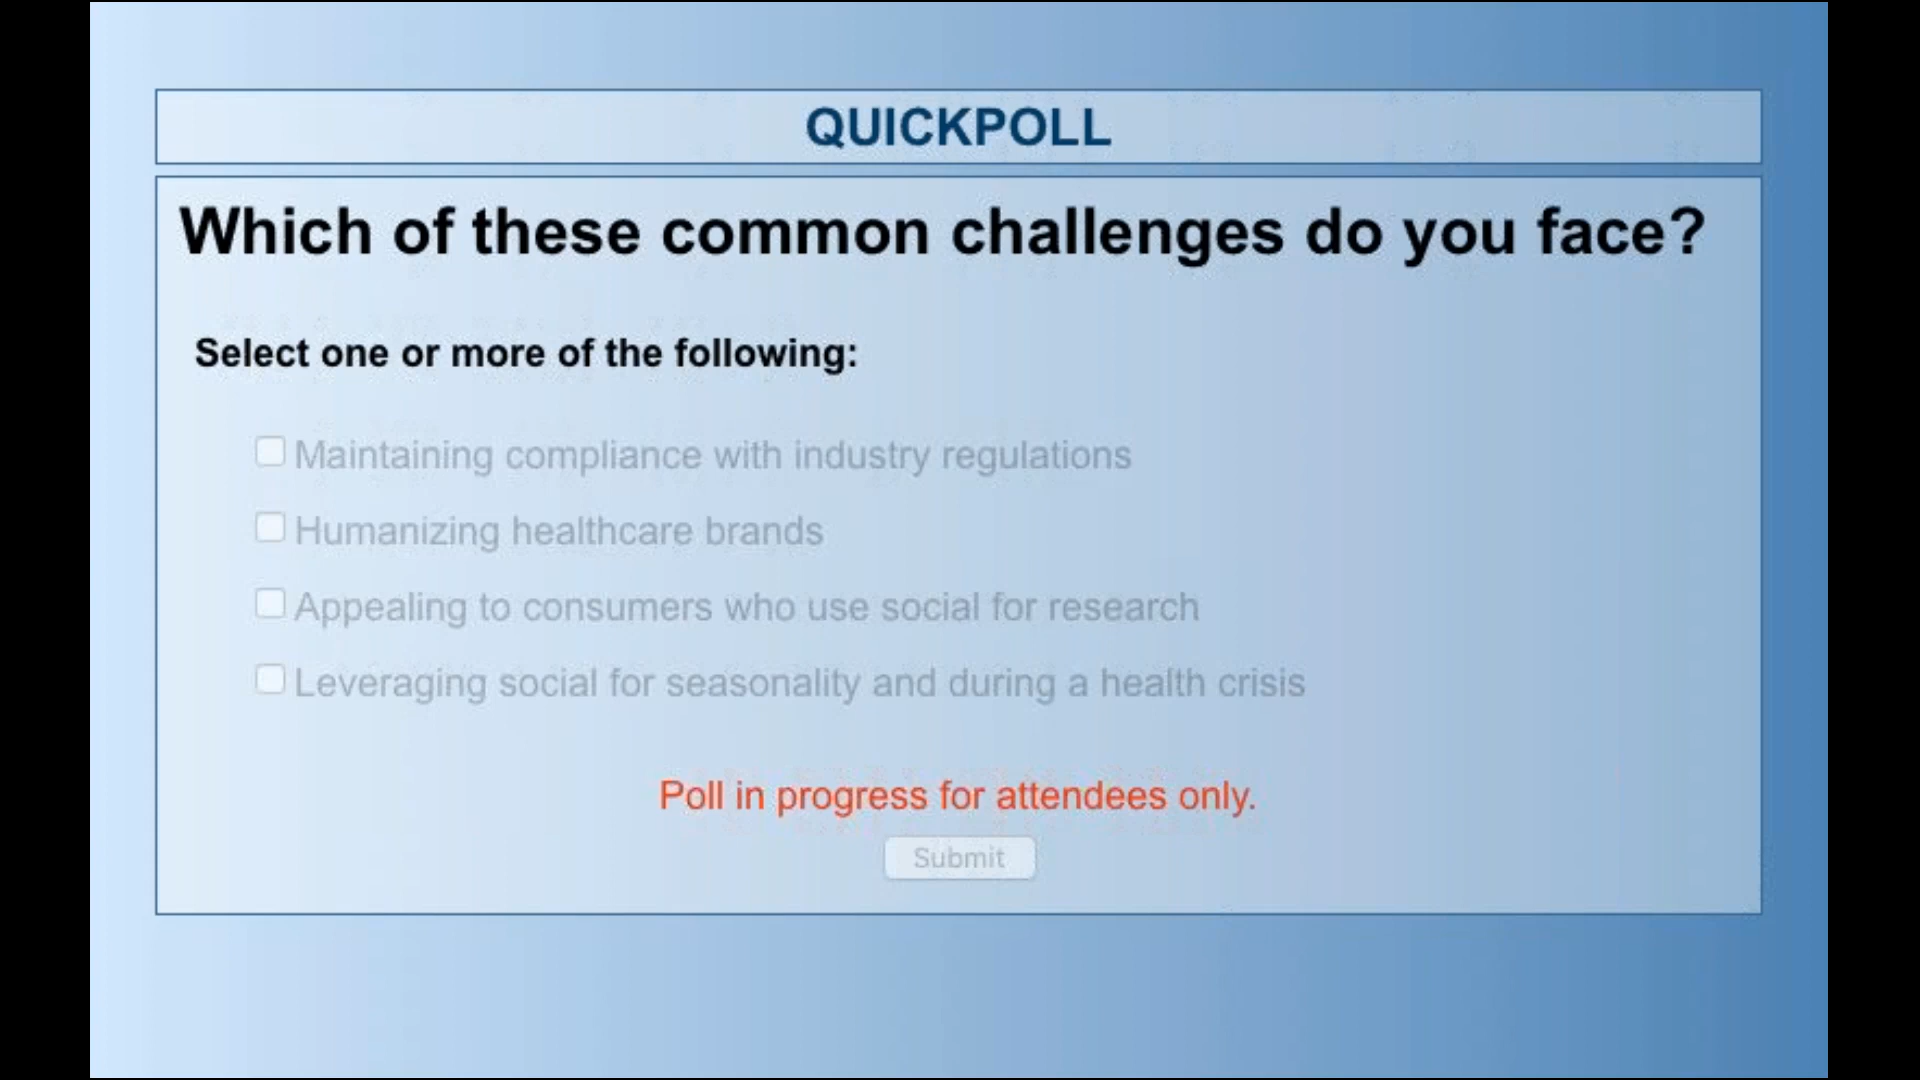 QUICKPOLL
Which of these common challenges do you face?
Select one or more of the following:
Maintaining compliance with industry regulations
Humanizing healthcare brands
Appealing to consumers who use social for research
Leveraging social for seasonality and during a health crisis
Poll in progress for attendees only.
Submit